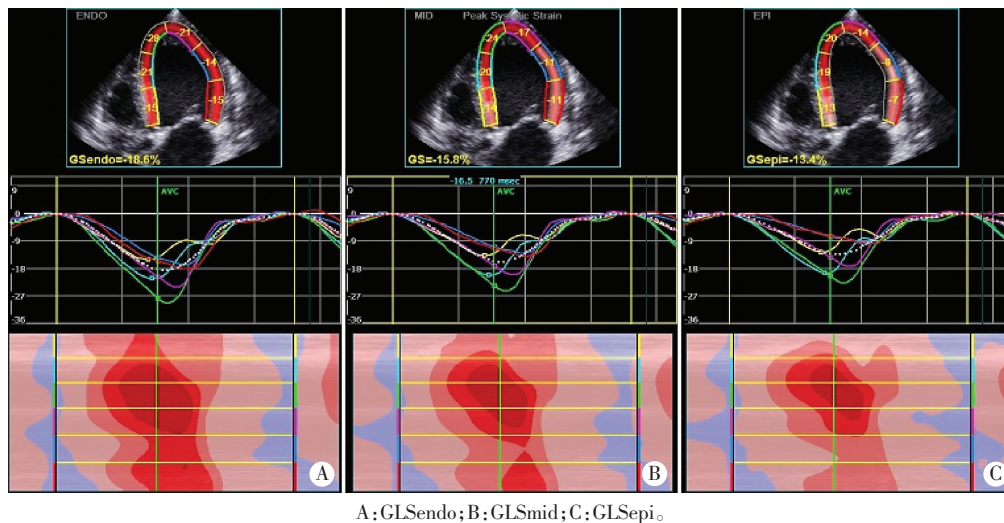 ENDO
-21
-28
-14
-21
-15
-15
GSendo=-18.6%
MID Peak Systolic Strain
-17
-24
-11
-20
-14
-11
GS=-15.8%
EPI
-14
-20
-8
-19
-13
-7
GSepi=-13.4%
AVC
9
0
-9
-18
-27
-36
-16.5 770 msec
AVC
9
0
-9
-18
-27
-36
AVC
9
0
-9
-18
-27
-36
A
B
C
A:GLSendo;B:GLSmid;C:GLSepi。